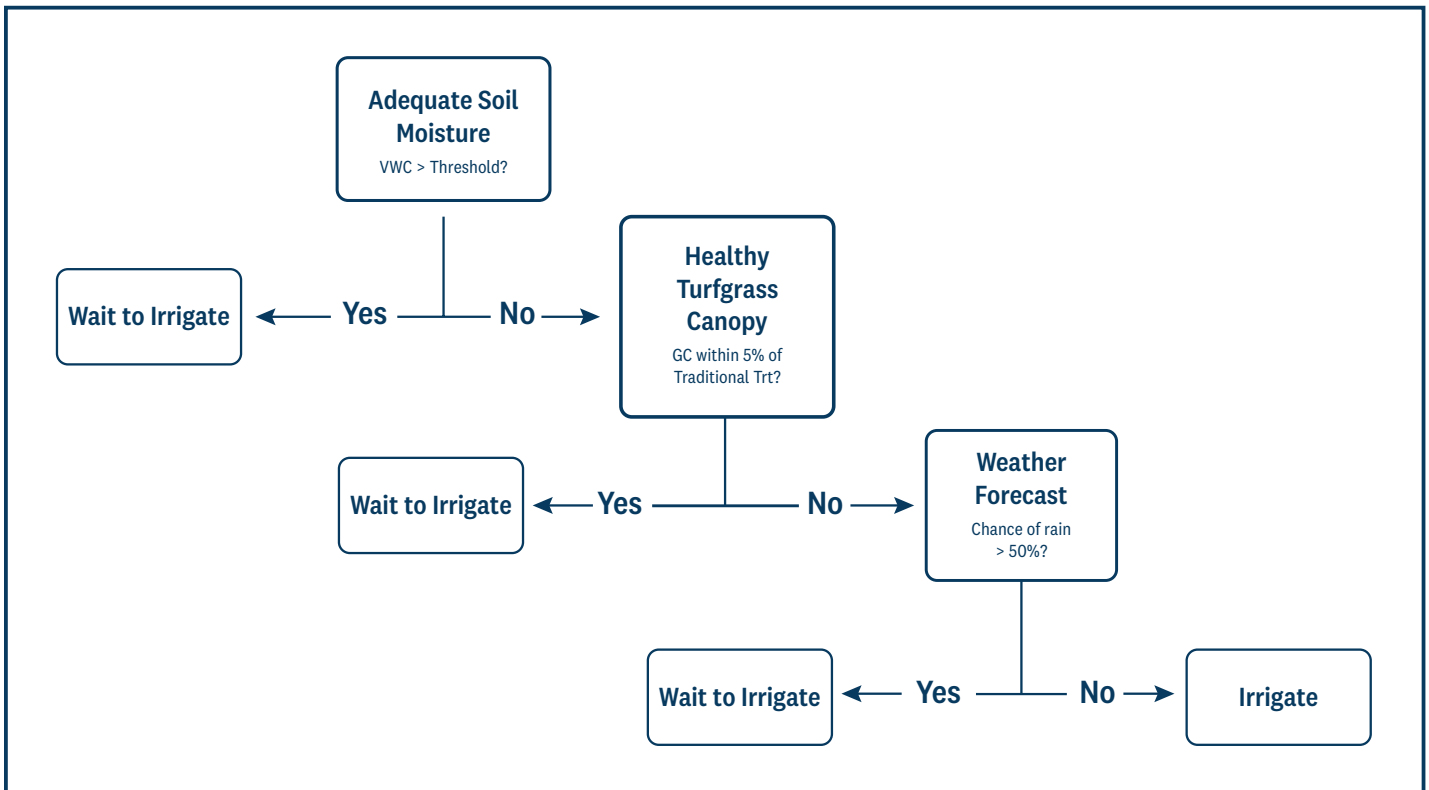 Adequate Soil
Moisture
VWC > Threshold?
Wait to Irrigate
Yes
No
Healthy
Turfgrass
Canopy
GC within 5% of
Traditional Trt?
Wait to Irrigate
Yes
No
Weather
Forecast
Chance of rain
> 50%?
Wait to Irrigate
Yes
No
Irrigate